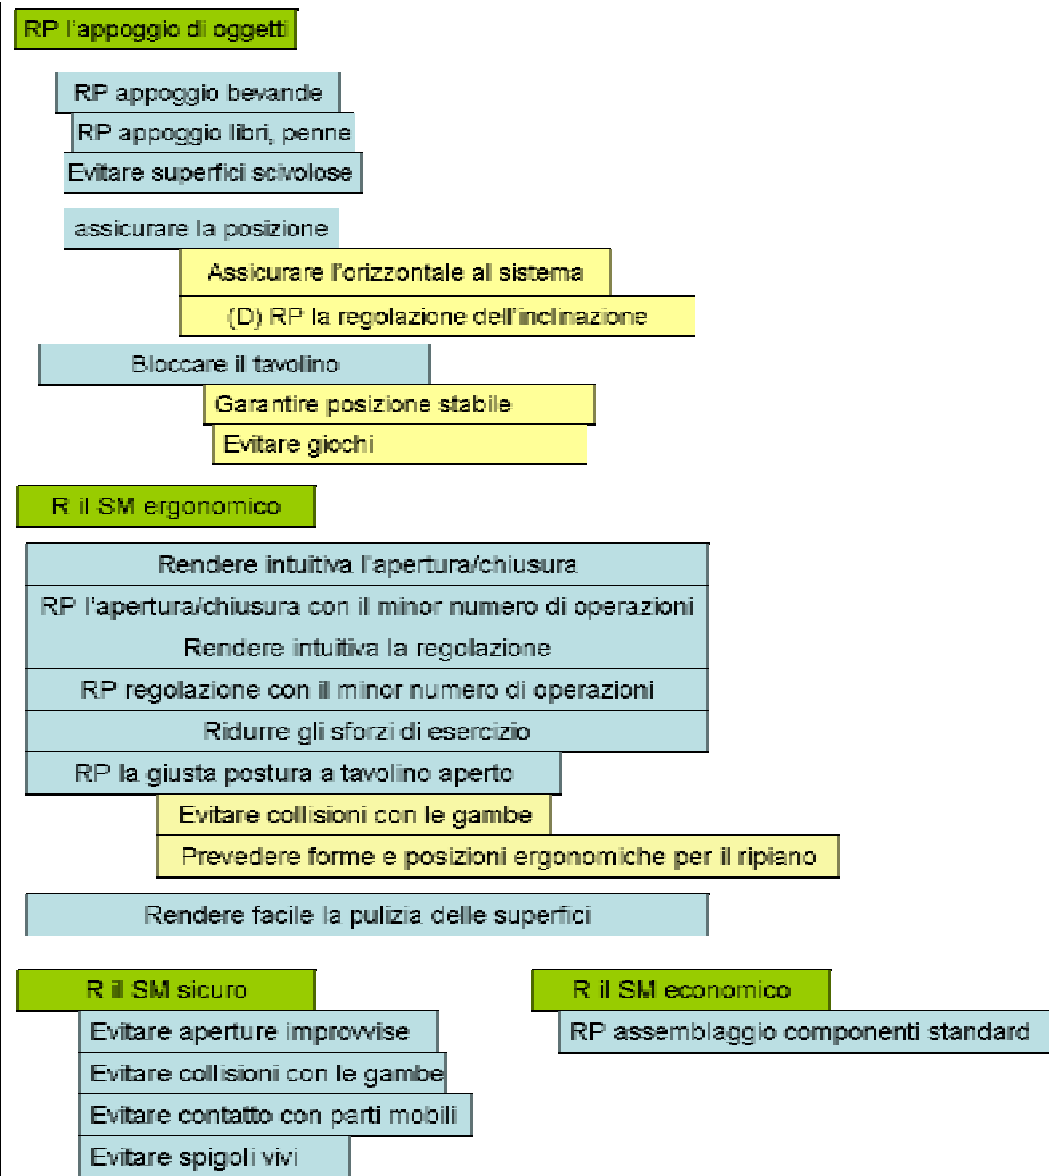 RP l'appoggio di oggetti
RP appoggio bevande
RP appoggio libri, penne
Evitare superfici scivolose
assicurare la posizione
Assicurare l'orizzontale al sistema
(D) RP la regolazione dell'inclinazione
Bloccare il tavolino
Garantire posizione stabile
Evitare giochi
R il SM ergonomico
Rendere intuitiva l'apertura/chiusura
RP l'apertura/chiusura con il minor numero di operazioni
Rendere intuitiva la regolazione
RP regolazione con il minor numero di operazioni
Ridurre gli sforzi di esercizio
RP la giusta postura a tavolino aperto
Evitare collisioni con le gambe
Prevedere forme e posizioni ergonomiche per il ripiano
Rendere facile la pulizia delle superfici
R il SM sicuro
Evitare aperture improvvise
Evitare collisioni con le gambe
Evitare contatto con parti mobili
Evitare spigoli vivi
R il SM economico
RP assemblaggio componenti standard